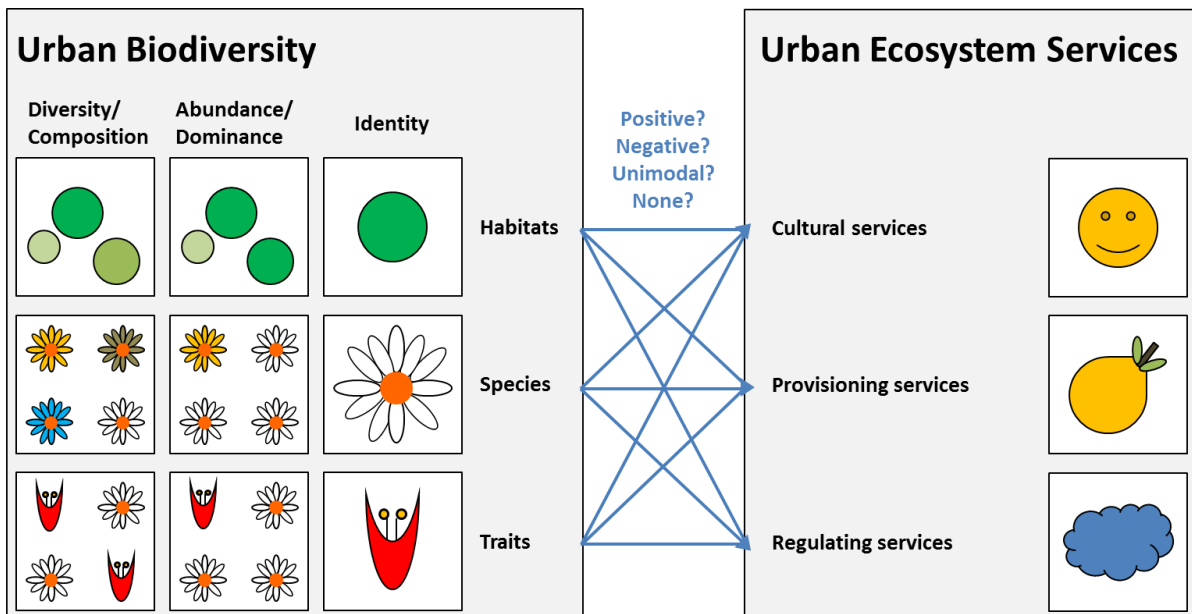 Urban Biodiversity
Diversity/
Composition
Abundance/
Dominance
Identity
Habitats
Species
Traits
Positive?
Negative?
Unimodal?
None?
Urban Ecosystem Services
Cultural services
Provisioning services
Regulating services